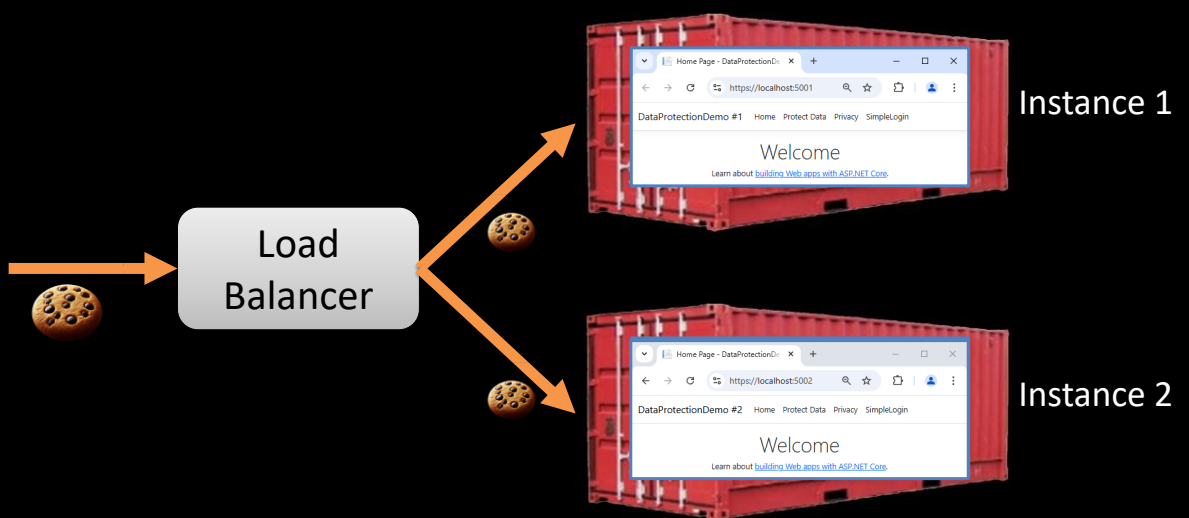 Load
Balancer
Home Page - DataProtectionDe
https://localhost:5001
DataProtectionDemo #1 Home Protect Data Privacy SimpleLogin
Welcome
Learn about building Web apps with ASP.NET Core.
Instance 1
Home Page - DataProtectionDe
https://localhost:5002
DataProtectionDemo #2 Home Protect Data Privacy SimpleLogin
Welcome
Learn about building Web apps with ASP.NET Core.
Instance 2